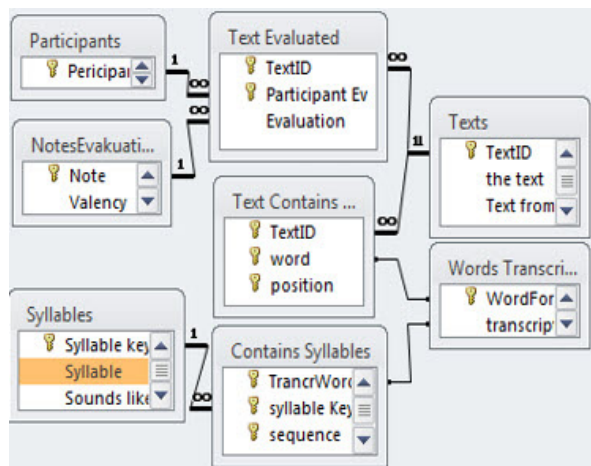 Participants
Pericipa
1
∞
NotesEvakuati...
Note
Valency
1
∞
Text Evaluated
TextID
Participant Ev
Evaluation
∞
Texts
TextID
the text
Text from
1
1
Text Contains ...
TextID
word
position
∞
Words Transcri...
WordFor
transcrip
Syllables
Syllable key
Syllable
Sounds like
1
∞
Contains Syllables
TrancrWord
syllable Key
sequence